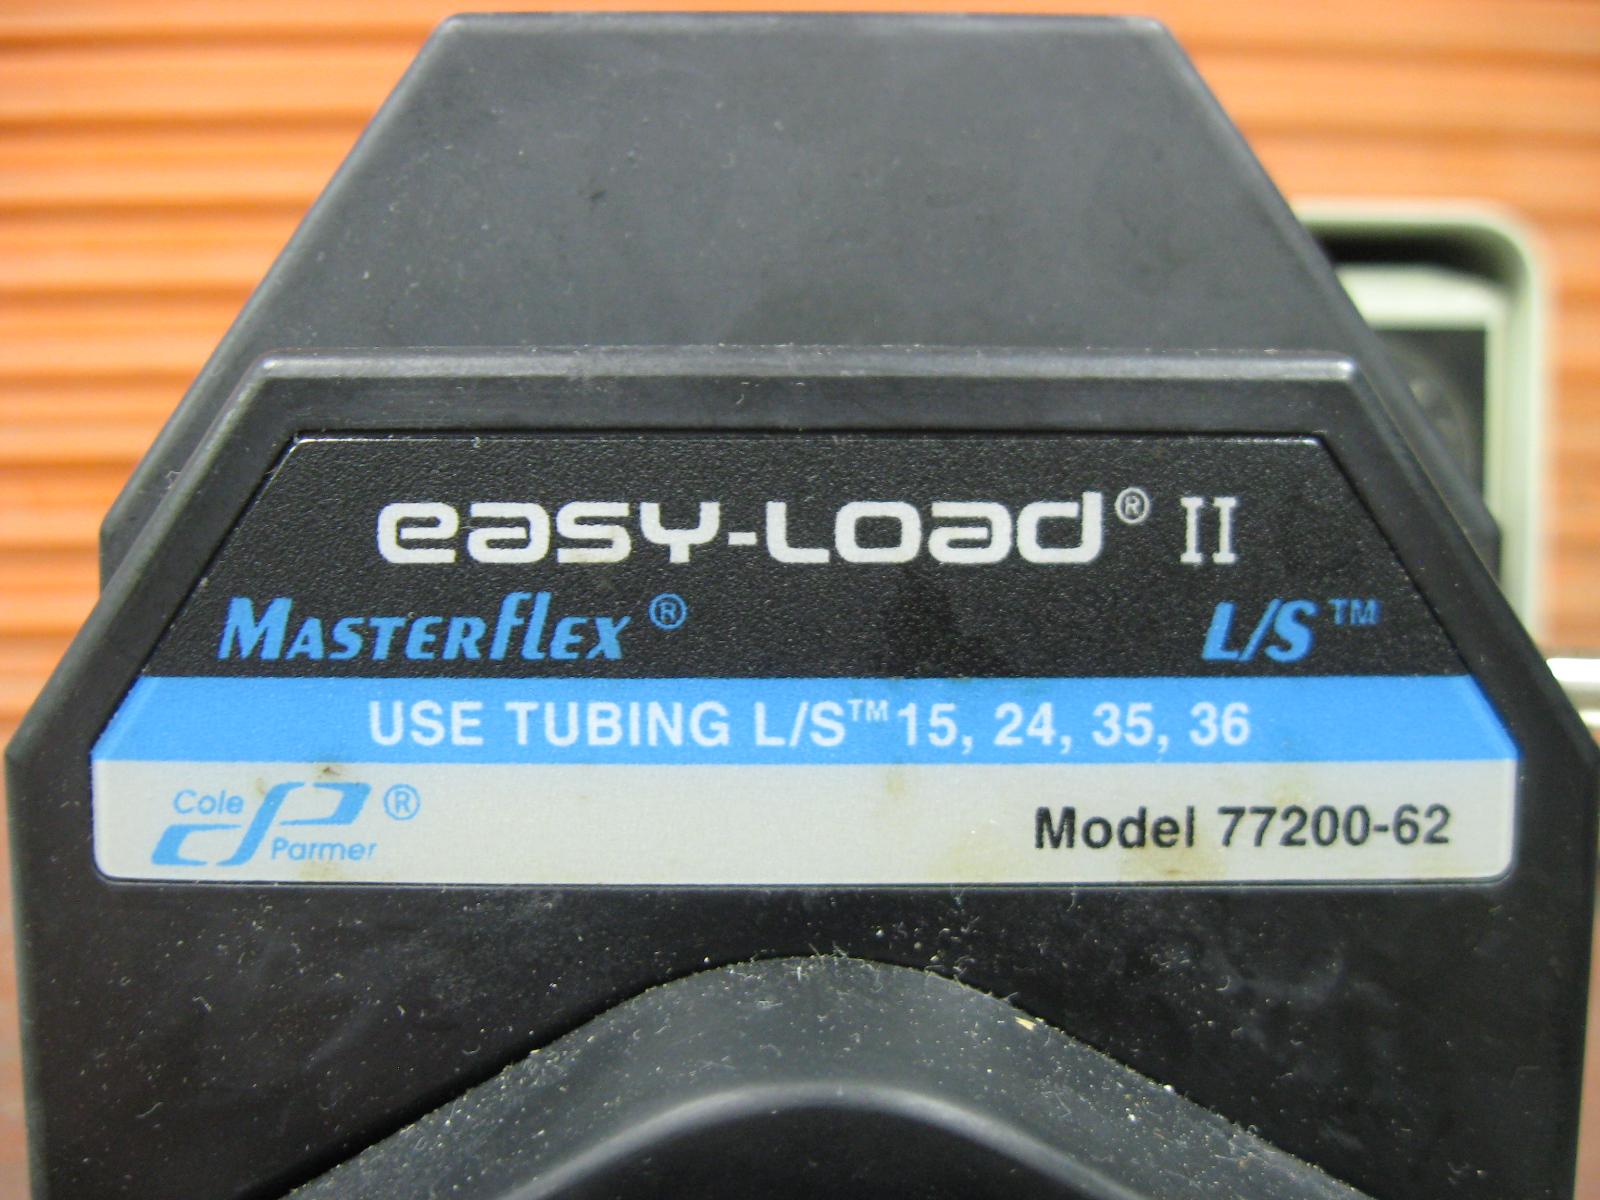 easy-Load® II
MASTERflEX® L/S™
USE TUBING L/S™ 15, 24, 35, 36
Cole
Parmer ®
Model 77200-62